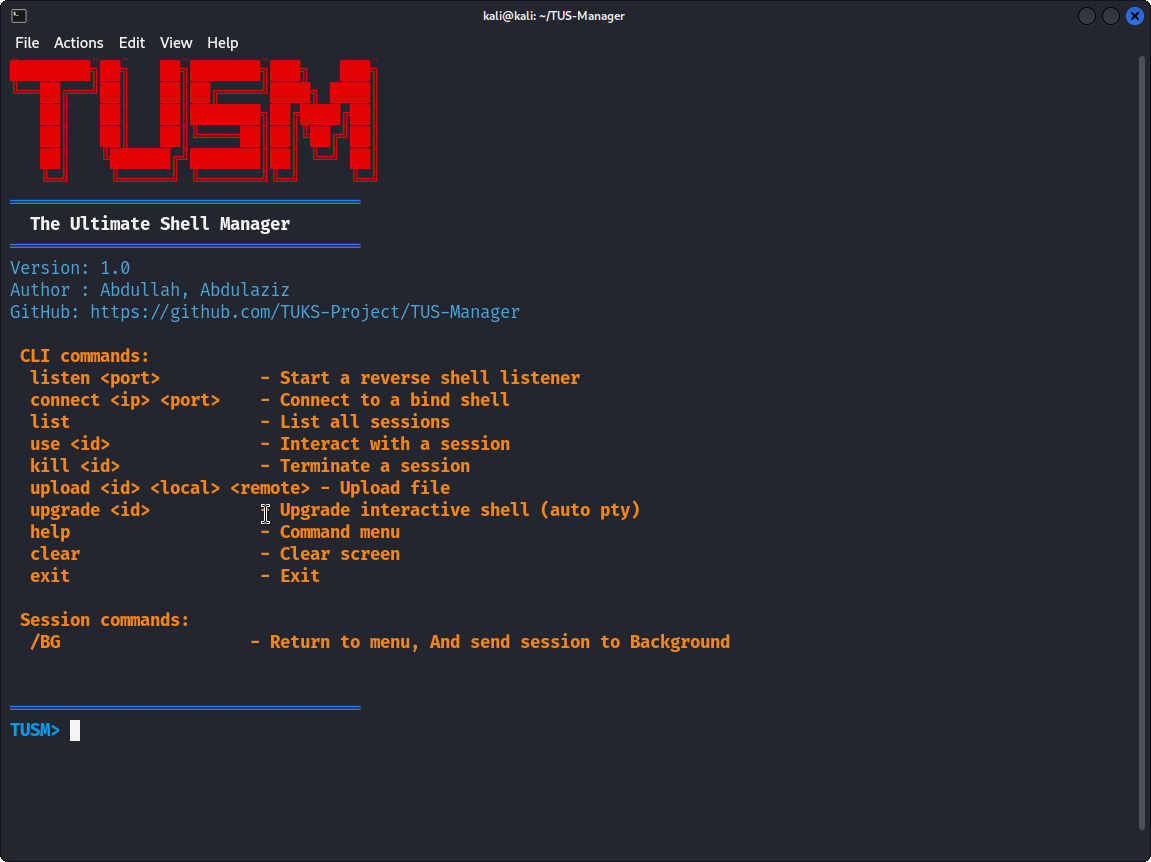 kali@kali: ~/TUS-Manager
File Actions Edit View Help
TUSM
The Ultimate Shell Manager
Version: 1.0
Author : Abdullah, Abdulaziz
GitHub: https://github.com/TUKS-Project/TUS-Manager
CLI commands:
listen <port> - Start a reverse shell listener
connect <ip> <port> - Connect to a bind shell
list - List all sessions
use <id> - Interact with a session
kill <id> - Terminate a session
upload <id> <local> <remote> - Upload file
upgrade <id> - Upgrade interactive shell (auto pty)
help - Command menu
clear - Clear screen
exit - Exit
Session commands:
/BG - Return to menu, And send session to Background
TUSM>